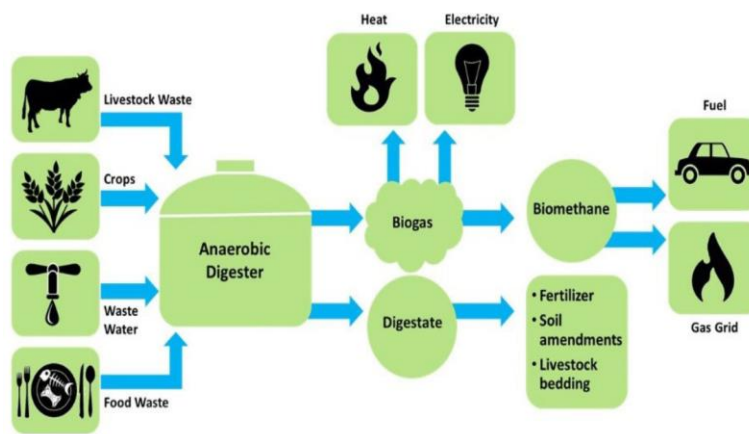 Heat
Electricity
Livestock Waste
Fuel
Crops
Anaerobic
Digester
Biogas
Biomethane
Waste
Water
Digestate
• Fertilizer
• Soil
amendments
• Livestock
bedding
Gas Grid
Food Waste